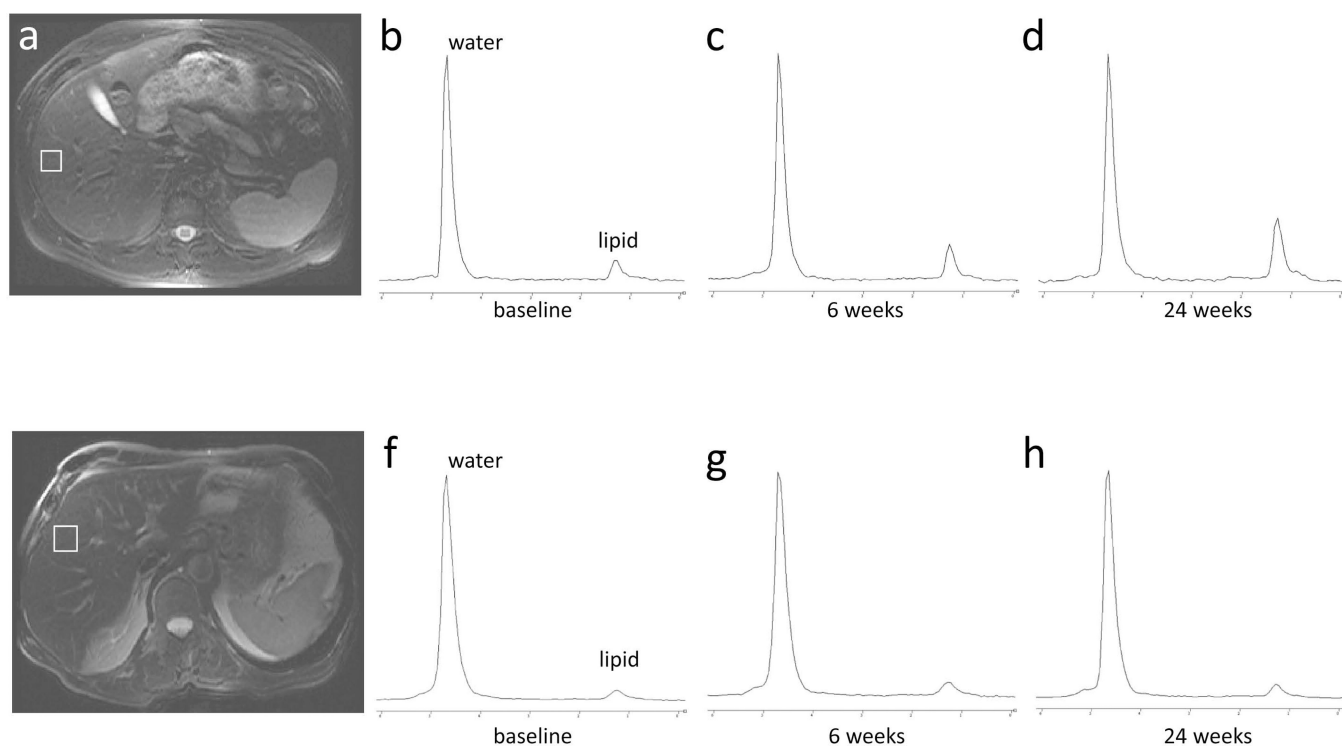 a
b
water
lipid
baseline
c
6 weeks
d
24 weeks
f
water
lipid
baseline
g
6 weeks
h
24 weeks